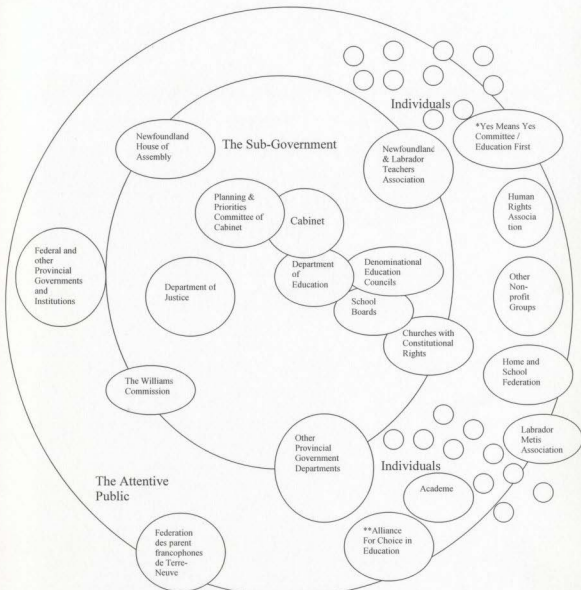 Individuals
*Yes Means Yes
Committee /
Education First
Newfoundland
House of
Assembly
The Sub-Government
Newfoundland
& Labrador
Teachers
Association
Human
Rights
Associa
tion
Planning &
Priorities
Committee of
Cabinet
Cabinet
Federal and
other
Provincial
Governments
and
Institutions
Department of
Justice
Department
of
Education
Denominational
Education
Councils
Other
Non-
profit
Groups
School
Boards
Churches with
Constitutional
Rights
Home and
School
Federation
The Williams
Commission
Labrador
Metis
Association
Other
Provincial
Government
Departments
Individuals
Academe
The Attentive
Public
**Alliance
For Choice in
Education
Federation
des parent
francophones
de Terre-
Neuve